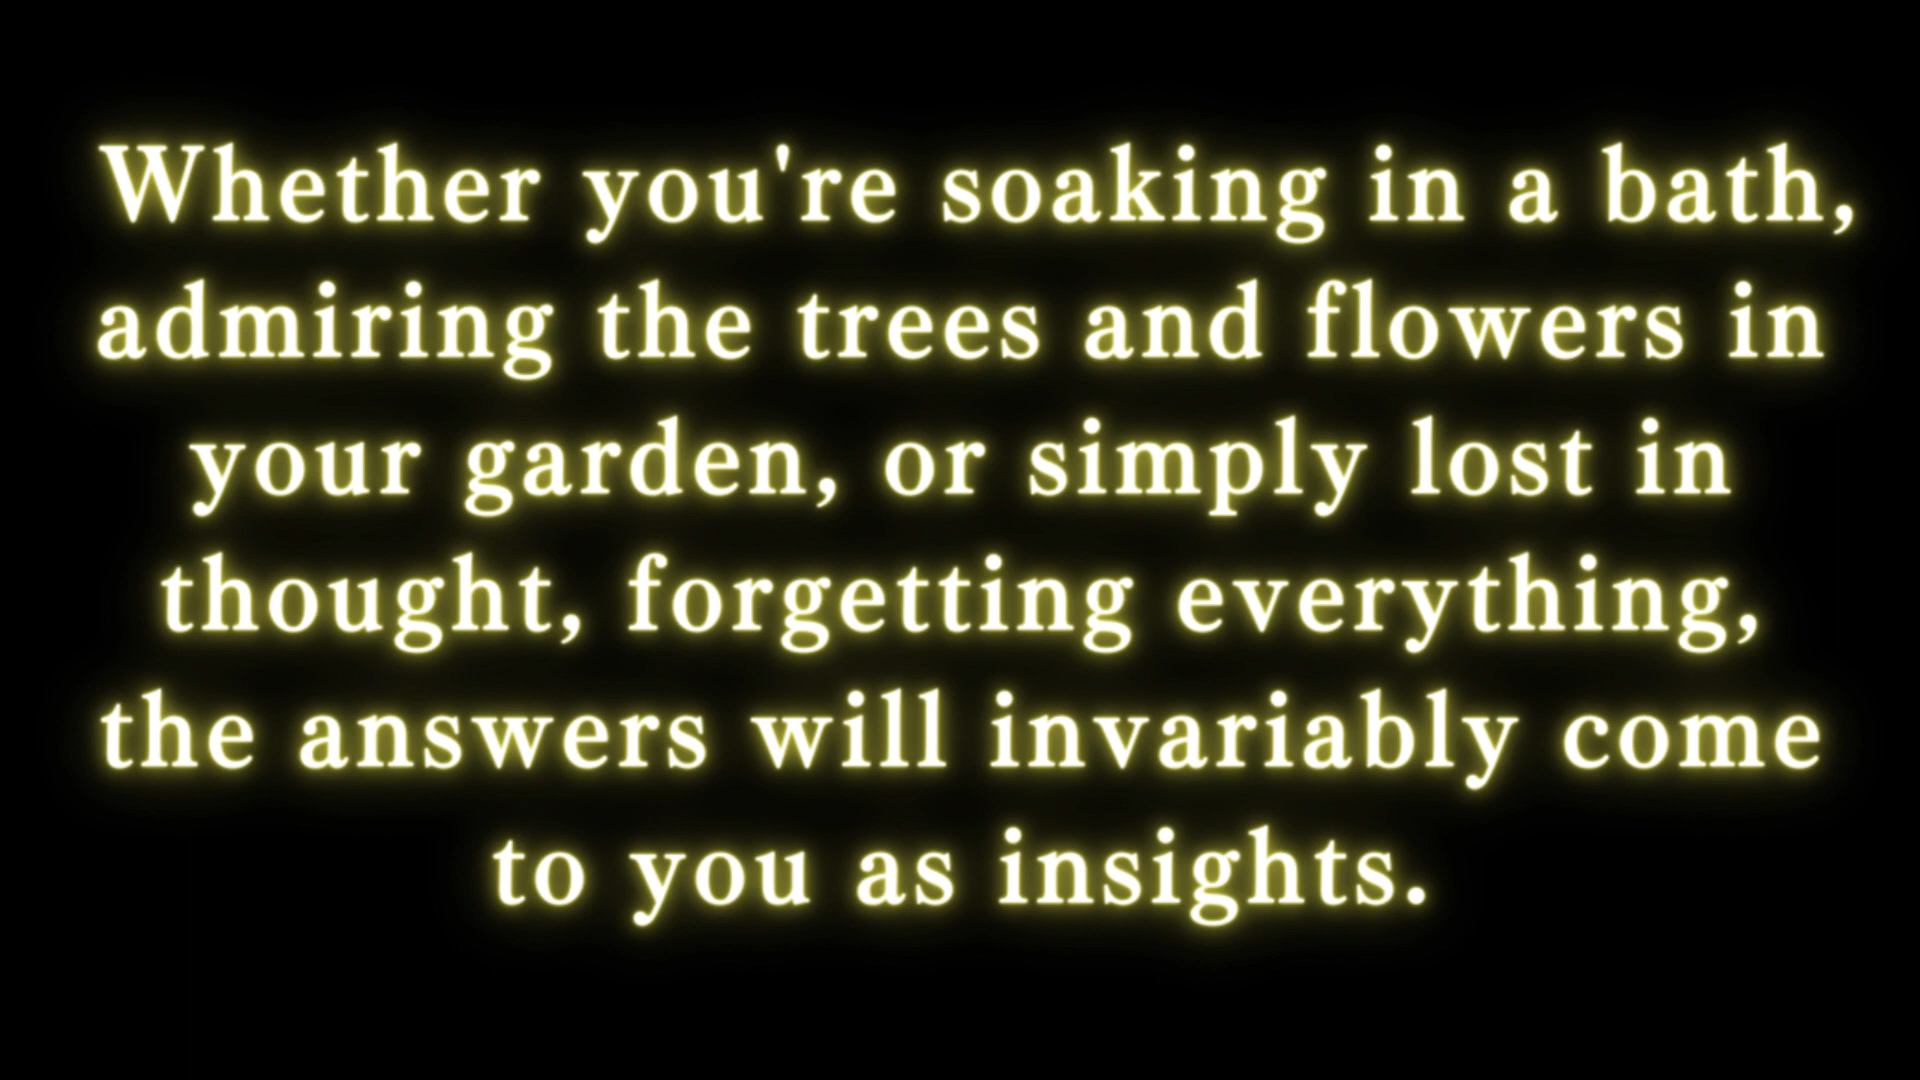 Whether you're soaking in a bath,
admiring the trees and flowers in
your garden, or simply lost in
thought, forgetting everything,
the answers will invariably come
to you as insights.